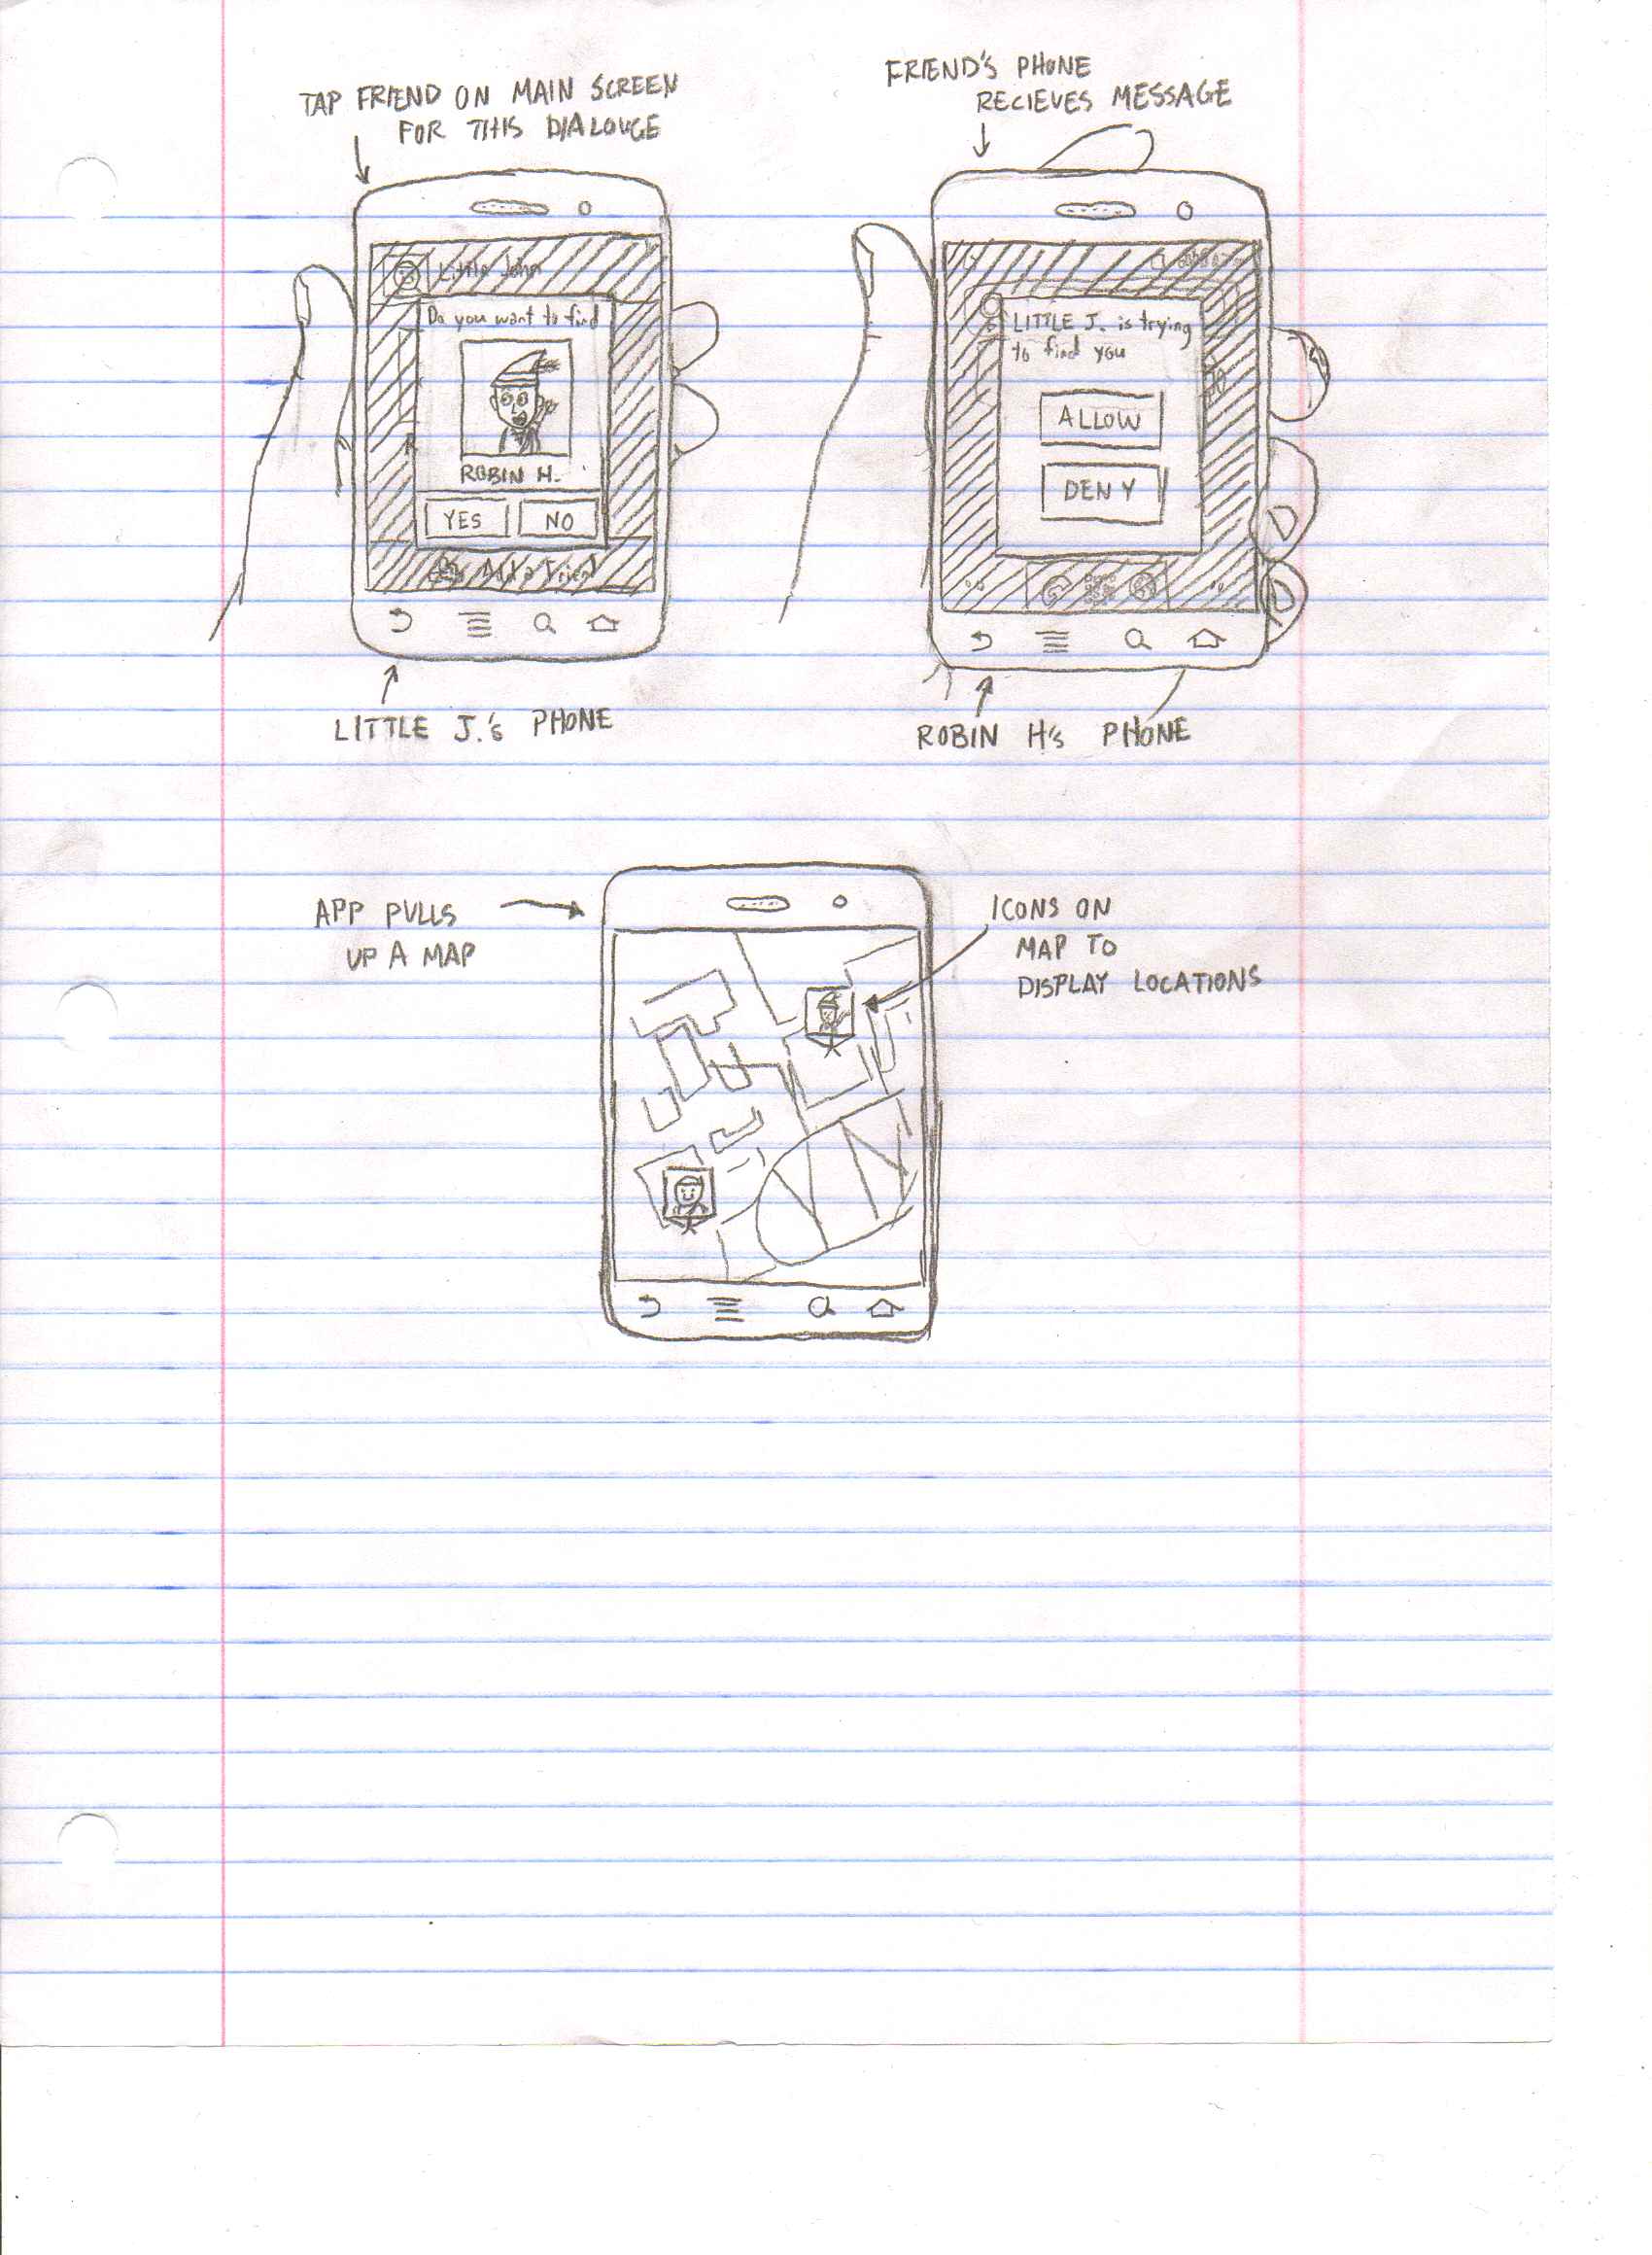 TAP FRIEND ON MAIN SCREEN
FOR THIS DIALOUGE
Little John
Do you want to find
ROBIN H.
YES NO
Add a Friend
LITTLE J.'s PHONE
FRIEND'S PHONE
RECIEVES MESSAGE
LITTLE J. is trying
to find you
ALLOW
DENY
ROBIN H's PHONE
APP PULLS
UP A MAP
ICONS ON
MAP TO
DISPLAY LOCATIONS